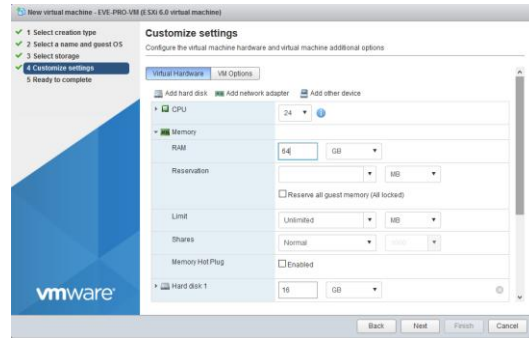 New virtual machine - EVE-PRO-VM (ESXi 6.0 virtual machine)
1 Select creation type
2 Select a name and guest OS
3 Select storage
4 Customize settings
5 Ready to complete
Customize settings
Configure the virtual machine hardware and virtual machine additional options
Virtual Hardware VM Options
Add hard disk Add network adapter Add other device
CPU 24
Memory
RAM 64 GB
Reservation MB
Reserve all guest memory (All locked)
Limit Unlimited MB
Shares Normal
Memory Hot Plug Enabled
Hard disk 1 16 GB
vmware
Back Next Finish Cancel